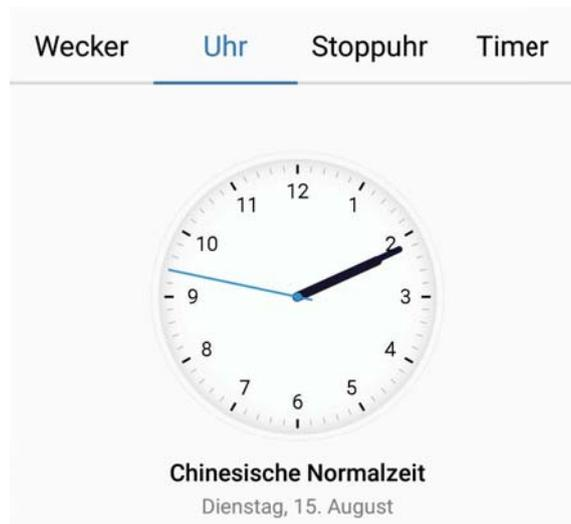 Wecker Uhr Stoppuhr Timer
12
11 1
10 2
9 3
8 4
7 5
6
Chinesische Normalzeit
Dienstag, 15. August